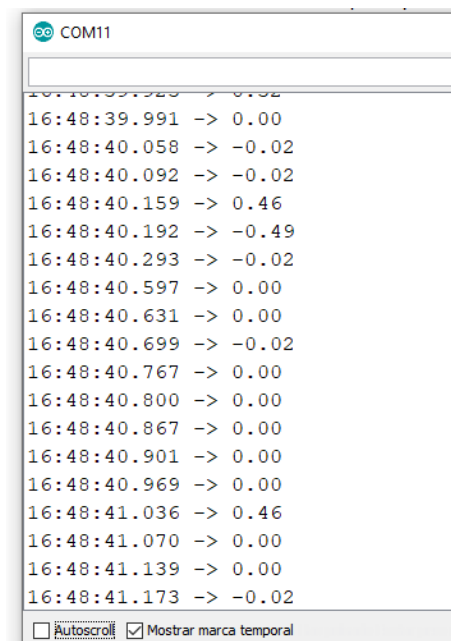 COM11
16:48:39.991 -> 0.00
16:48:40.058 -> -0.02
16:48:40.092 -> -0.02
16:48:40.159 -> 0.46
16:48:40.192 -> -0.49
16:48:40.293 -> -0.02
16:48:40.597 -> 0.00
16:48:40.631 -> 0.00
16:48:40.699 -> -0.02
16:48:40.767 -> 0.00
16:48:40.800 -> 0.00
16:48:40.867 -> 0.00
16:48:40.901 -> 0.00
16:48:40.969 -> 0.00
16:48:41.036 -> 0.46
16:48:41.070 -> 0.00
16:48:41.139 -> 0.00
16:48:41.173 -> -0.02
Autoscroll Mostrar marca temporal